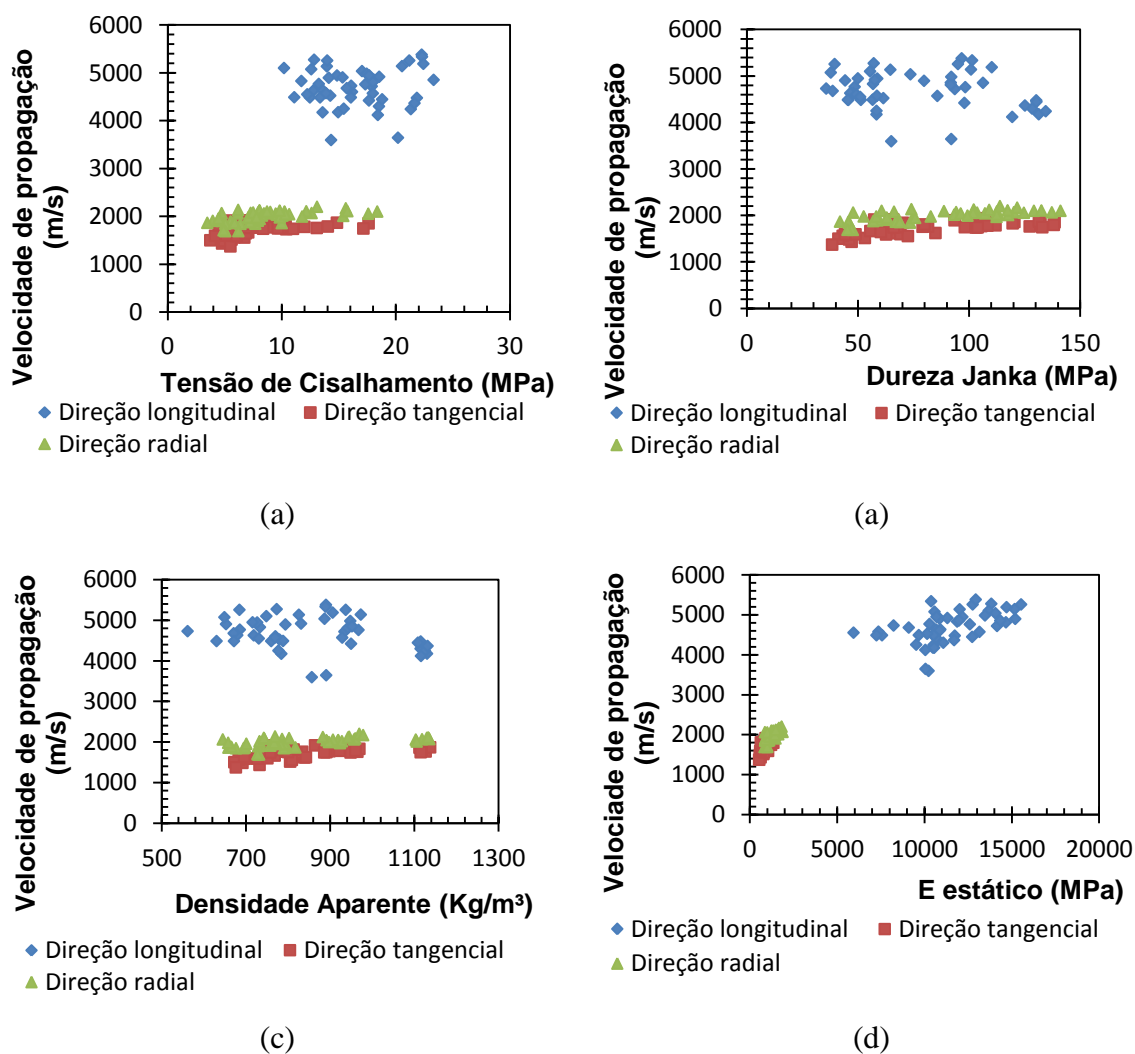 Velocidade de propagação
(m/s)
6000
5000
4000
3000
2000
1000
0
0 10 20 30
Tensão de Cisalhamento (MPa)
Direção longitudinal Direção tangencial
Direção radial
(a)
Velocidade de propagação
(m/s)
6000
5000
4000
3000
2000
1000
0
0 50 100 150
Dureza Janka (MPa)
Direção longitudinal Direção tangencial
Direção radial
(a)
Velocidade de propagação
(m/s)
6000
5000
4000
3000
2000
1000
0
500 700 900 1100 1300
Densidade Aparente (Kg/m³)
Direção longitudinal Direção tangencial
Direção radial
(c)
Velociade de propagação
(m/s)
6000
5000
4000
3000
2000
1000
0
0 5000 10000 15000 20000
E estático (MPa)
Direção longitudinal Direção tangencial
Direção radial
(d)